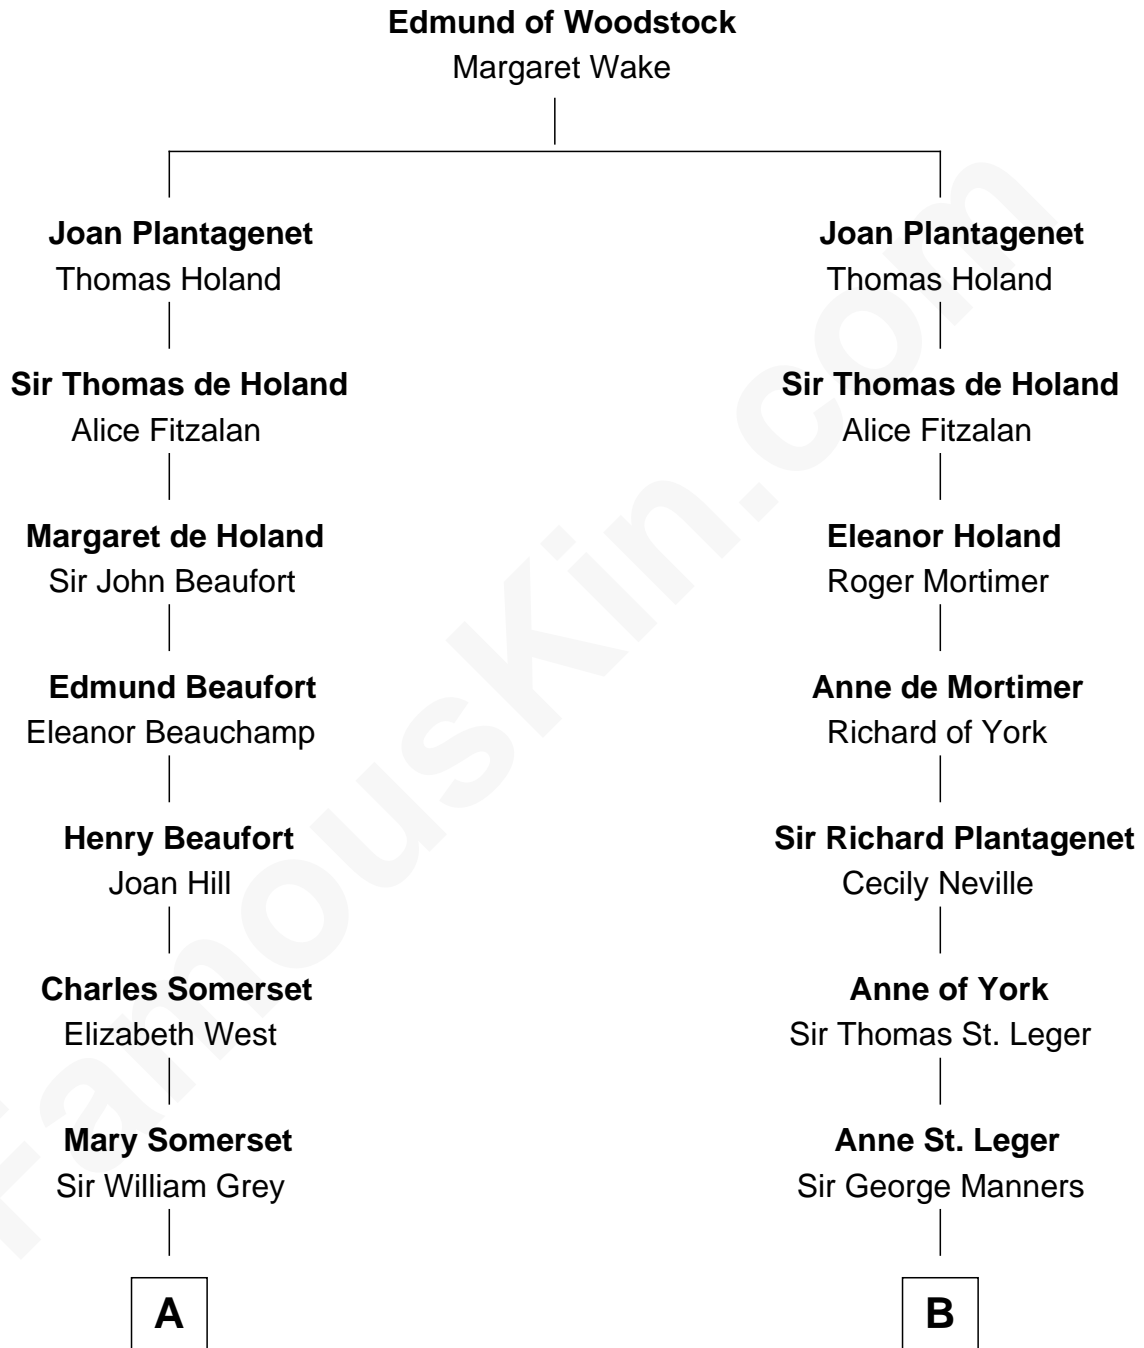 Edmund of Woodstock
Margaret Wake
Joan Plantagenet
Thomas Holand
Sir Thomas de Holand
Alice Fitzalan
Margaret de Holand
Sir John Beaufort
Edmund Beaufort
Eleanor Beauchamp
Henry Beaufort
Joan Hill
Charles Somerset
Elizabeth West
Mary Somerset
Sir William Grey
A
Joan Plantagenet
Thomas Holand
Sir Thomas de Holand
Alice Fitzalan
Eleanor Holand
Roger Mortimer
Anne de Mortimer
Richard of York
Sir Richard Plantagenet
Cecily Neville
Anne of York
Sir Thomas St. Leger
Anne St. Leger
Sir George Manners
B
FamousKin.com